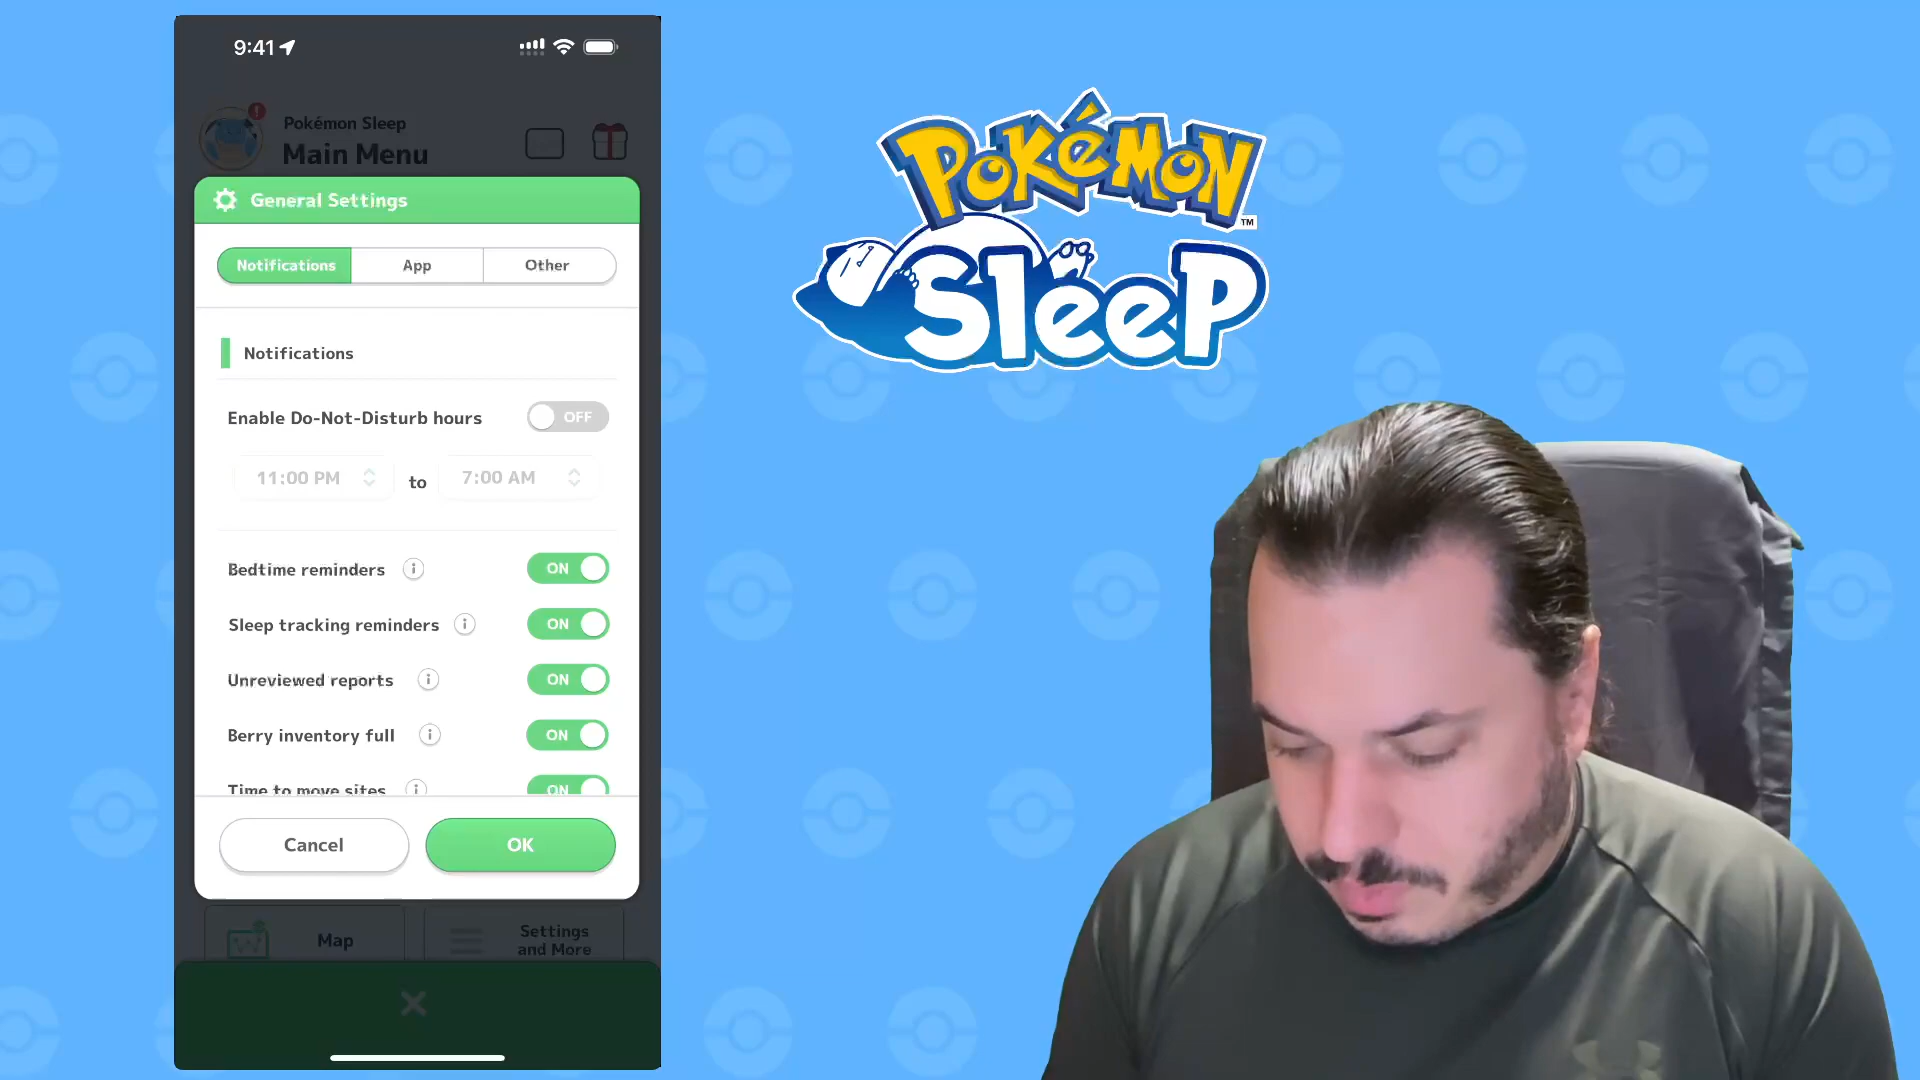 9:41
Pokémon Sleep
Main Menu
General Settings
Notifications
App
Other
Notifications
Enable Do-Not-Disturb hours
OFF
11:00 PM
to
7:00 AM
Bedtime reminders
ON
Sleep tracking reminders
ON
Unreviewed reports
ON
Berry inventory full
ON
Time to move sites
ON
Cancel
OK
Map
Settings
and More
POKÉMON
TM
Sleep